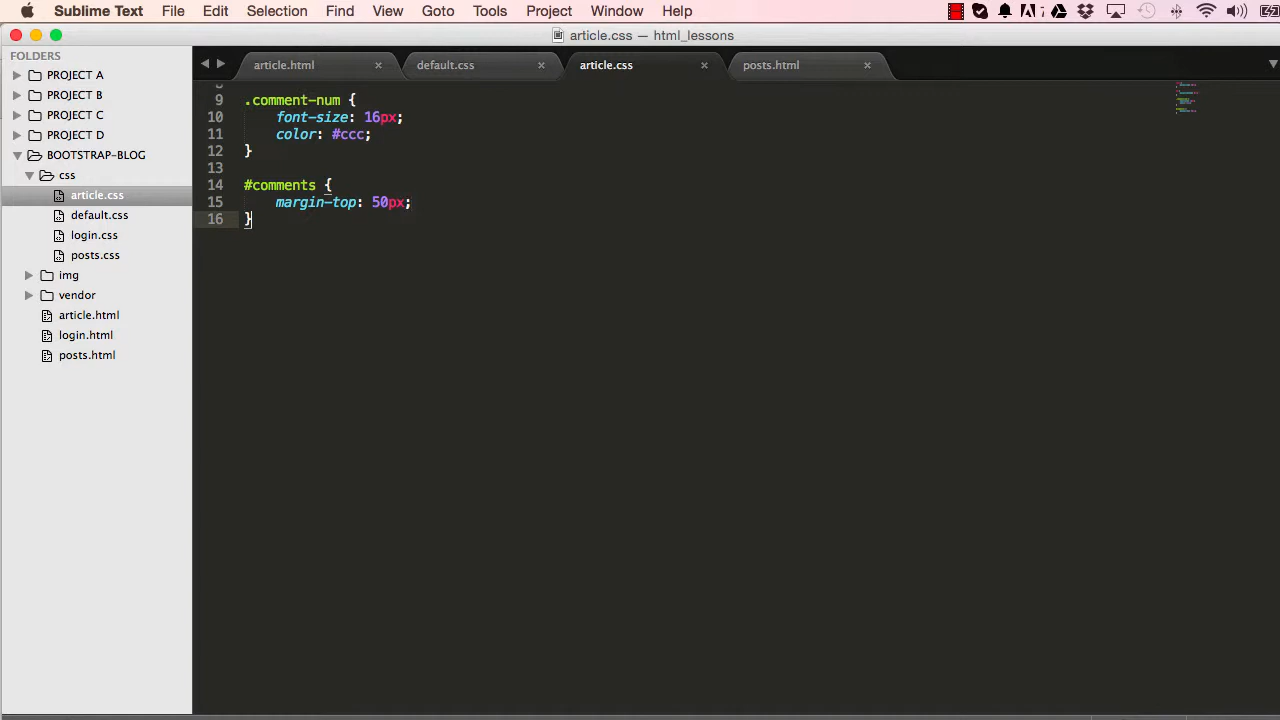 Sublime Text File Edit Selection Find View Goto Tools Project Window Help
article.css — html_lessons
FOLDERS
PROJECT A
PROJECT B
PROJECT C
PROJECT D
BOOTSTRAP-BLOG
css
article.css
default.css
login.css
posts.css
img
vendor
article.html
login.html
posts.html
article.html × default.css × article.css × posts.html ×
9 .comment-num {
10 font-size: 16px;
11 color: #ccc;
12 }
13
14 #comments {
15 margin-top: 50px;
16 }